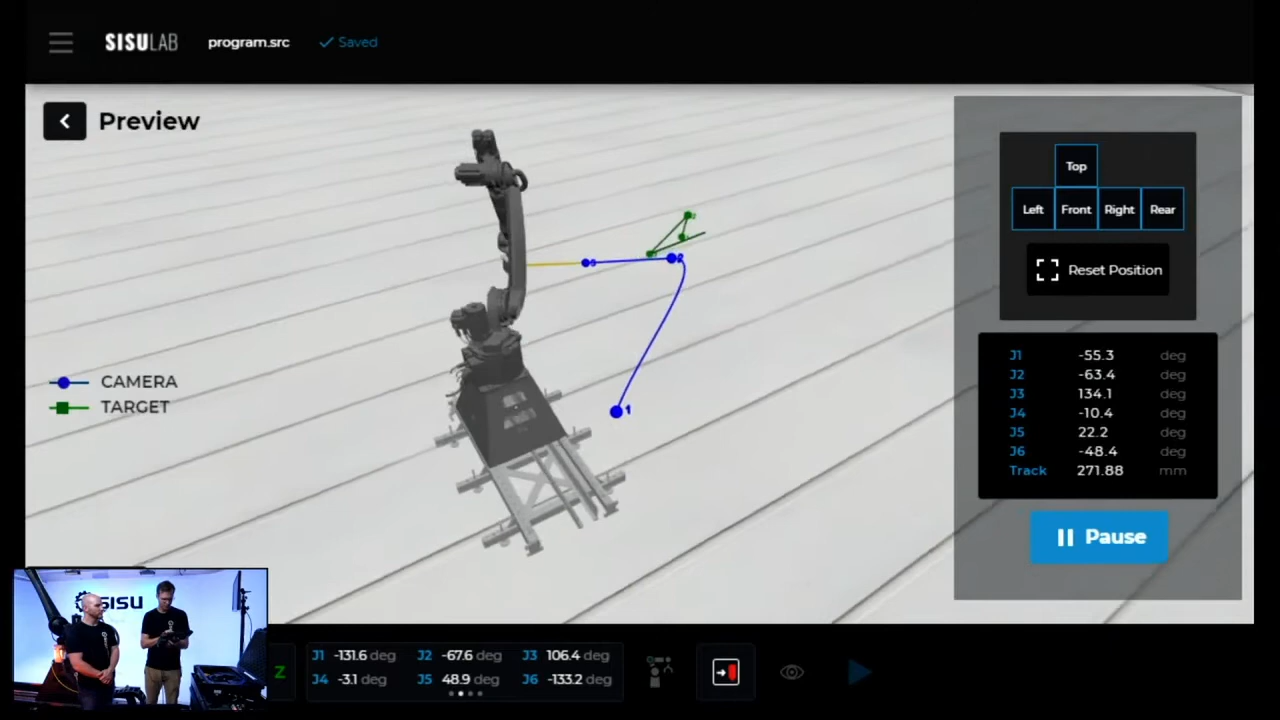 SISULAB program.src Saved
Preview
Top
Left Front Right Rear
Reset Position
CAMERA
TARGET
1
J1 -55.3 deg
J2 -63.4 deg
J3 134.1 deg
J4 -10.4 deg
J5 22.2 deg
J6 -48.4 deg
Track 271.88 mm
Pause
SISU
Z
J1 -131.6 deg J2 -67.6 deg J3 106.4 deg
J4 -3.1 deg J5 48.9 deg J6 -133.2 deg